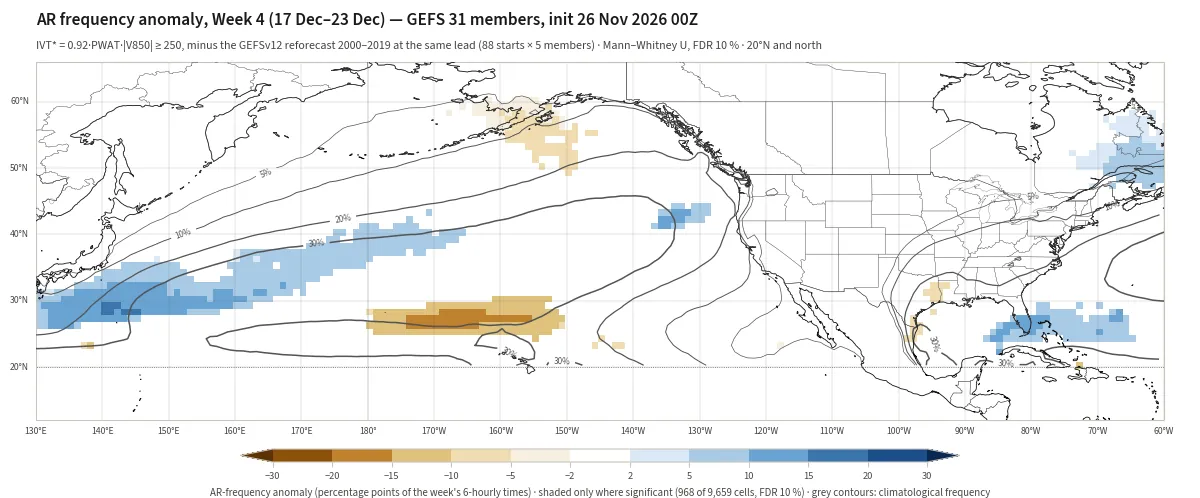 AR frequency anomaly, Week 4 (17 Dec–23 Dec) — GEFS 31 members, init 26 Nov 2026 00Z
IVT* = 0.92·PWAT·|V850| ≥ 250, minus the GEFSv12 reforecast 2000–2019 at the same lead (88 starts × 5 members) · Mann–Whitney U, FDR 10 % · 20°N and north
60°N
50°N
40°N
30°N
20°N
5%
10%
20%
30%
30%
30%
5%
10%
30%
30%
130°E 140°E 150°E 160°E 170°E 180° 170°W 160°W 150°W 140°W 130°W 120°W 110°W 100°W 90°W 80°W 70°W 60°W
−30 −20 −15 −10 −5 −2 2 5 10 15 20 30
AR-frequency anomaly (percentage points of the week's 6-hourly times) · shaded only where significant (968 of 9,659 cells, FDR 10 %) · grey contours: climatological frequency